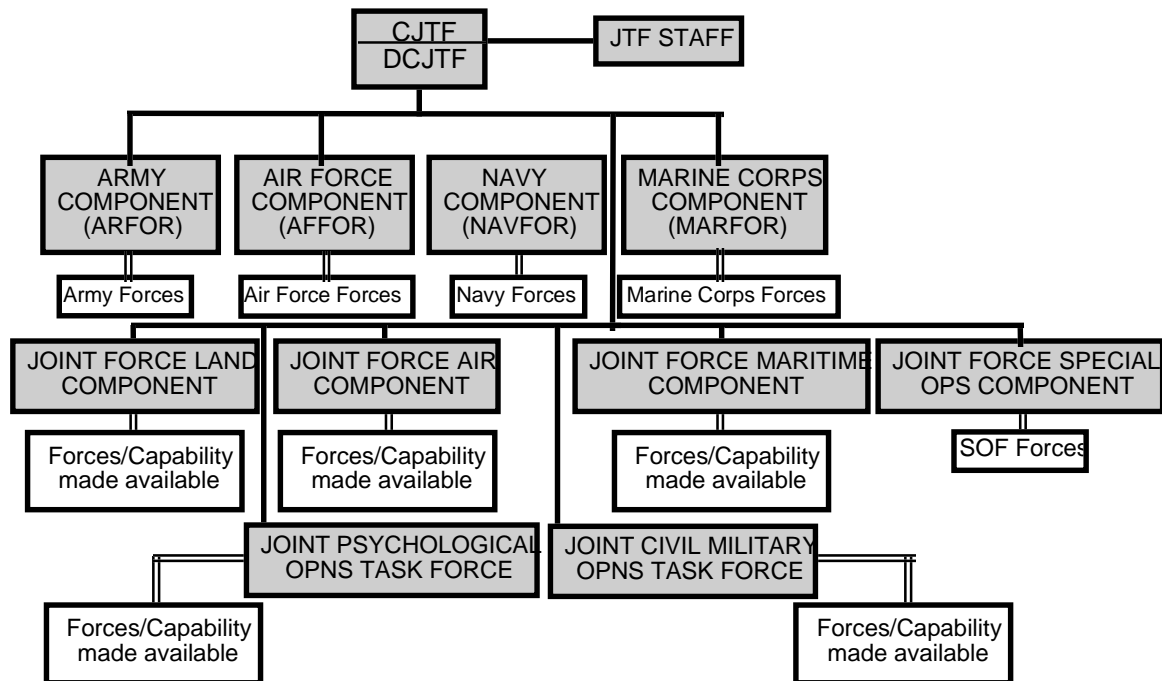 CJTF
DCJTF
JTF STAFF
ARMY
COMPONENT
(ARFOR)
AIR FORCE
COMPONENT
(AFFOR)
NAVY
COMPONENT
(NAVFOR)
MARINE CORPS
COMPONENT
(MARFOR)
Army Forces
Air Force Forces
Navy Forces
Marine Corps Forces
JOINT FORCE LAND
COMPONENT
JOINT FORCE AIR
COMPONENT
JOINT FORCE MARITIME
COMPONENT
JOINT FORCE SPECIAL
OPS COMPONENT
Forces/Capability
made available
Forces/Capability
made available
Forces/Capability
made available
SOF Forces
JOINT PSYCHOLOGICAL
OPNS TASK FORCE
JOINT CIVIL MILITARY
OPNS TASK FORCE
Forces/Capability
made available
Forces/Capability
made available